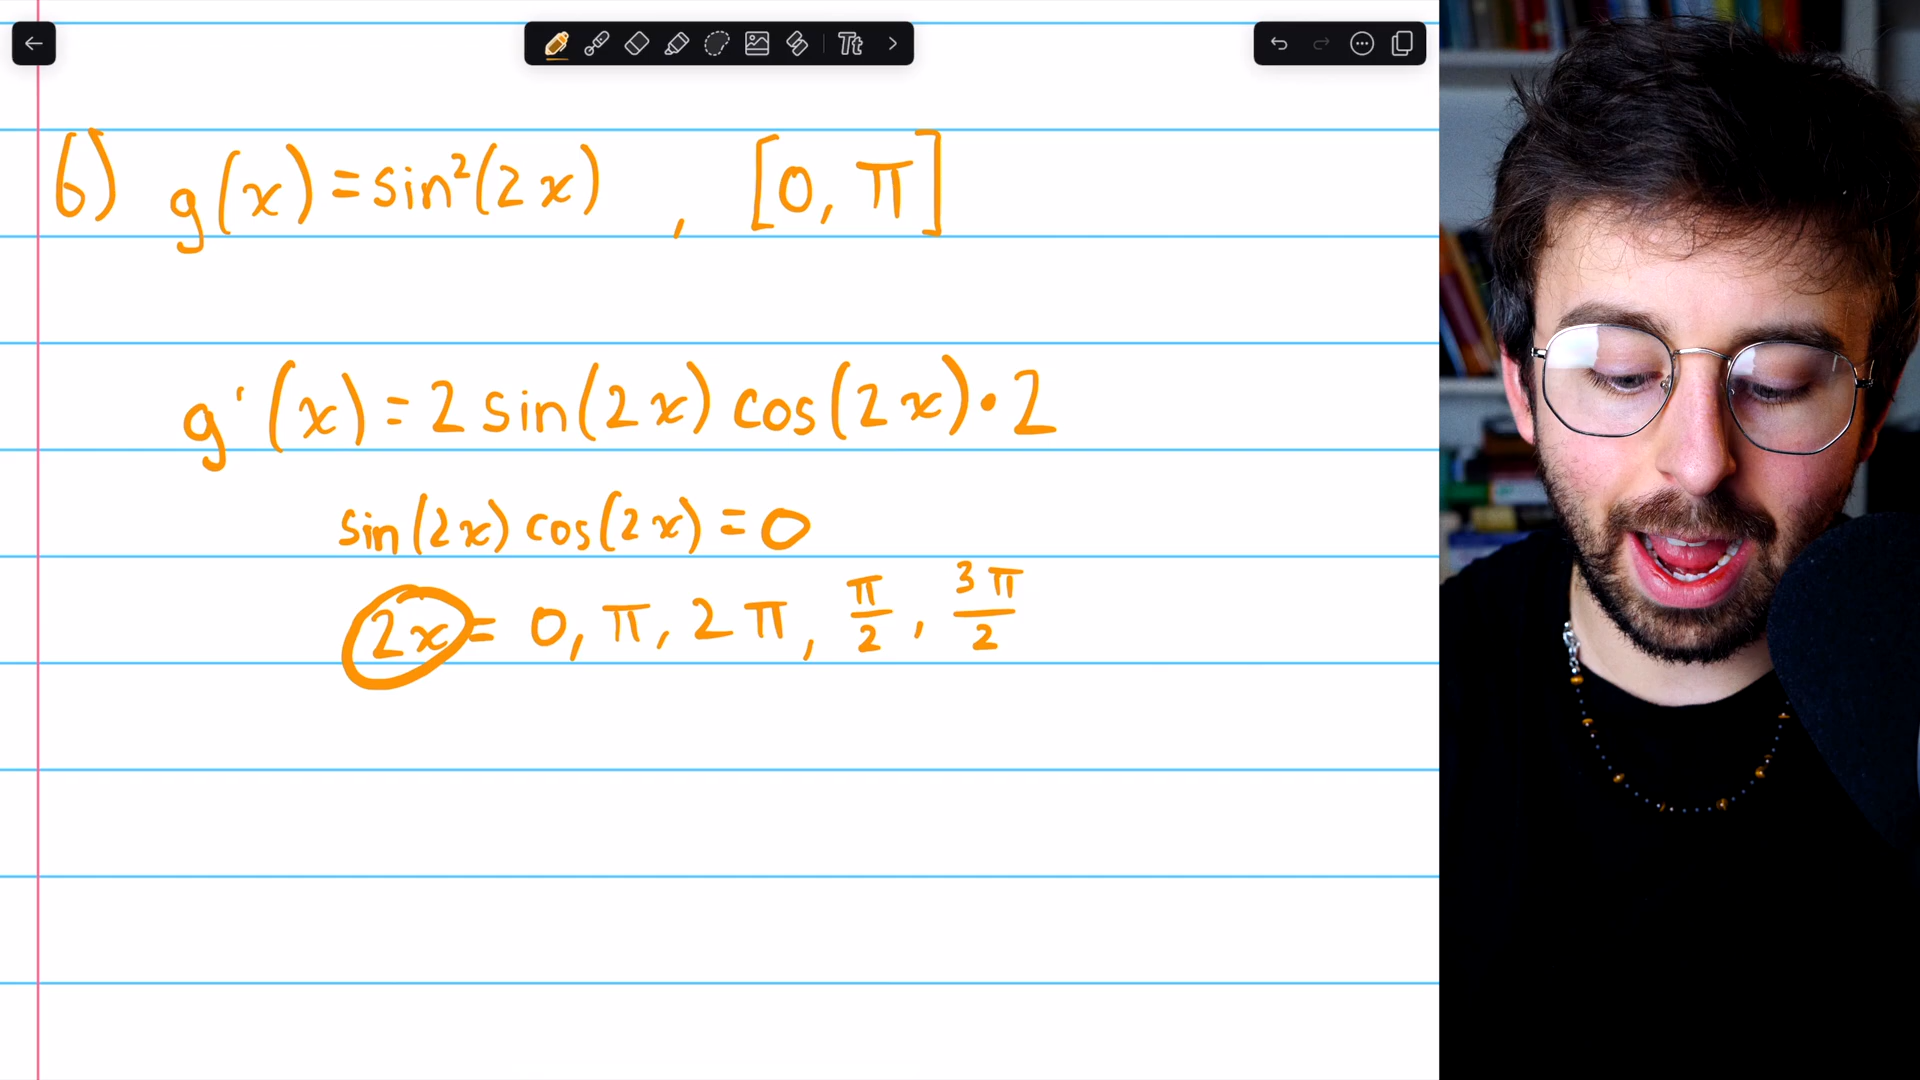 Tt
6) g(x) = sin²(2x) , [0, π]
g'(x) = 2 sin(2x) cos(2x) · 2
sin(2x) cos(2x) = 0
2x = 0, π, 2π, π/2, 3π/2